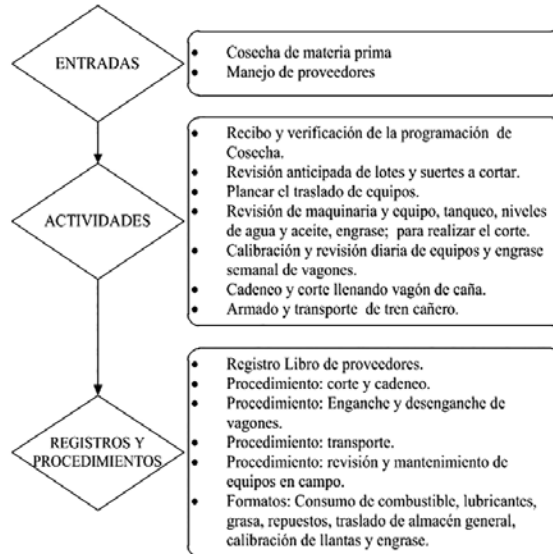 ENTRADAS
• Cosecha de materia prima
• Manejo de proveedores
ACTIVIDADES
• Recibo y verificación de la programación de
Cosecha.
• Revisión anticipada de lotes y suertes a cortar.
• Planear el traslado de equipos.
• Revisión de maquinaria y equipo, tanqueo, niveles
de agua y aceite, engrase; para realizar el corte.
• Calibración y revisión diaria de equipos y engrase
semanal de vagones.
• Cadeneo y corte llenando vagón de caña.
• Armado y transporte de tren cañero.
REGISTROS Y
PROCEDIMIENTOS
• Registro Libro de proveedores.
• Procedimiento: corte y cadeneo.
• Procedimiento: Enganche y desenganche de
vagones.
• Procedimiento: transporte.
• Procedimiento: revisión y mantenimiento de
equipos en campo.
• Formatos: Consumo de combustible, lubricantes,
grasa, repuestos, traslado de almacén general,
calibración de llantas y engrase.